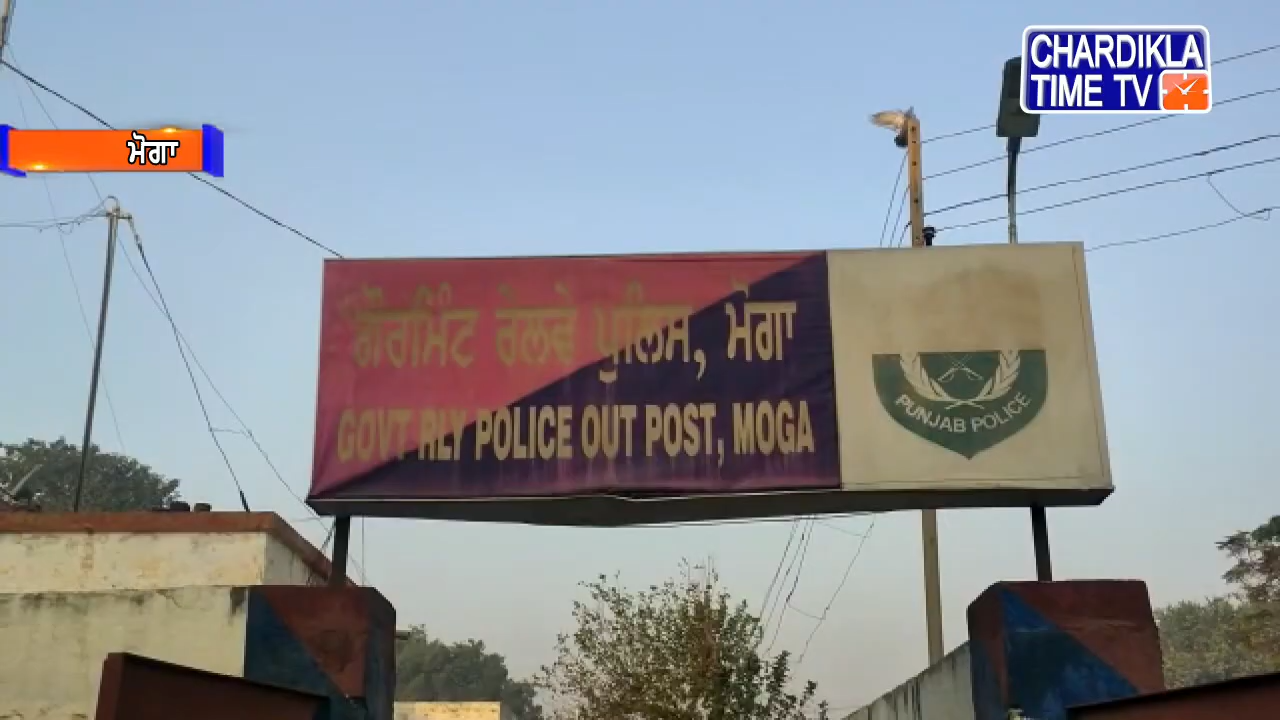 CHARDIKLA
TIME TV
ਮੋਗਾ
ਗੌਰਮਿੰਟ ਰੇਲਵੇ ਪੁਲਿਸ, ਮੋਗਾ
GOVT RLY POLICE OUT POST, MOGA
PUNJAB POLICE